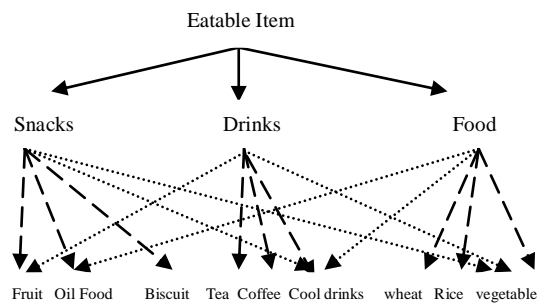 Eatable Item
Snacks Drinks Food
Fruit Oil Food Biscuit Tea Coffee Cool drinks wheat Rice vegetable